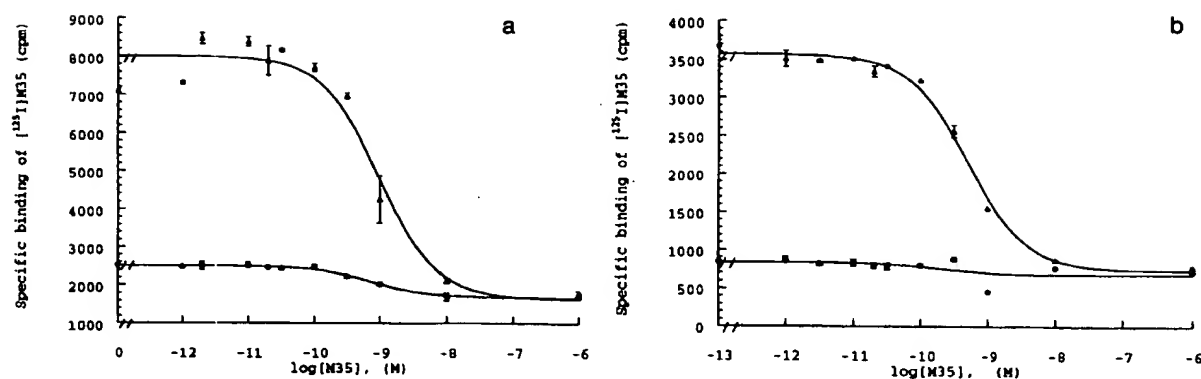 a
9000
8000
7000
6000
5000
4000
3000
2000
1000
Specific binding of [¹²⁵I]M35 (cpm)
0 -12 -11 -10 -9 -8 -7 -6
log[M35], (M)
b
4000
3500
3000
2500
2000
1500
1000
500
0
Specific binding of [¹²⁵I]M35 (cpm)
-13 -12 -11 -10 -9 -8 -7 -6
log[M35], (M)